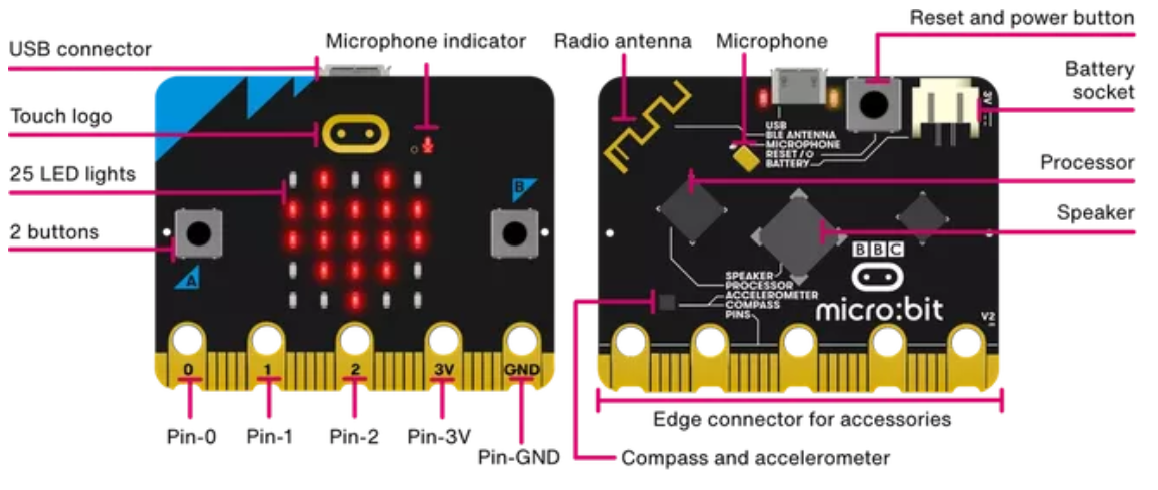 USB connector
Touch logo
25 LED lights
2 buttons
Microphone indicator
A
B
0
1
2
3V
GND
Pin-0
Pin-1
Pin-2
Pin-3V
Pin-GND
Radio antenna
Microphone
Reset and power button
Battery
socket
Processor
Speaker
3V
USB
BLE ANTENNA
MICROPHONE
RESET /
BATTERY
SPEAKER
PROCESSOR
ACCELEROMETER
COMPASS
PINS
BBC
micro:bit
V2
Edge connector for accessories
Compass and accelerometer